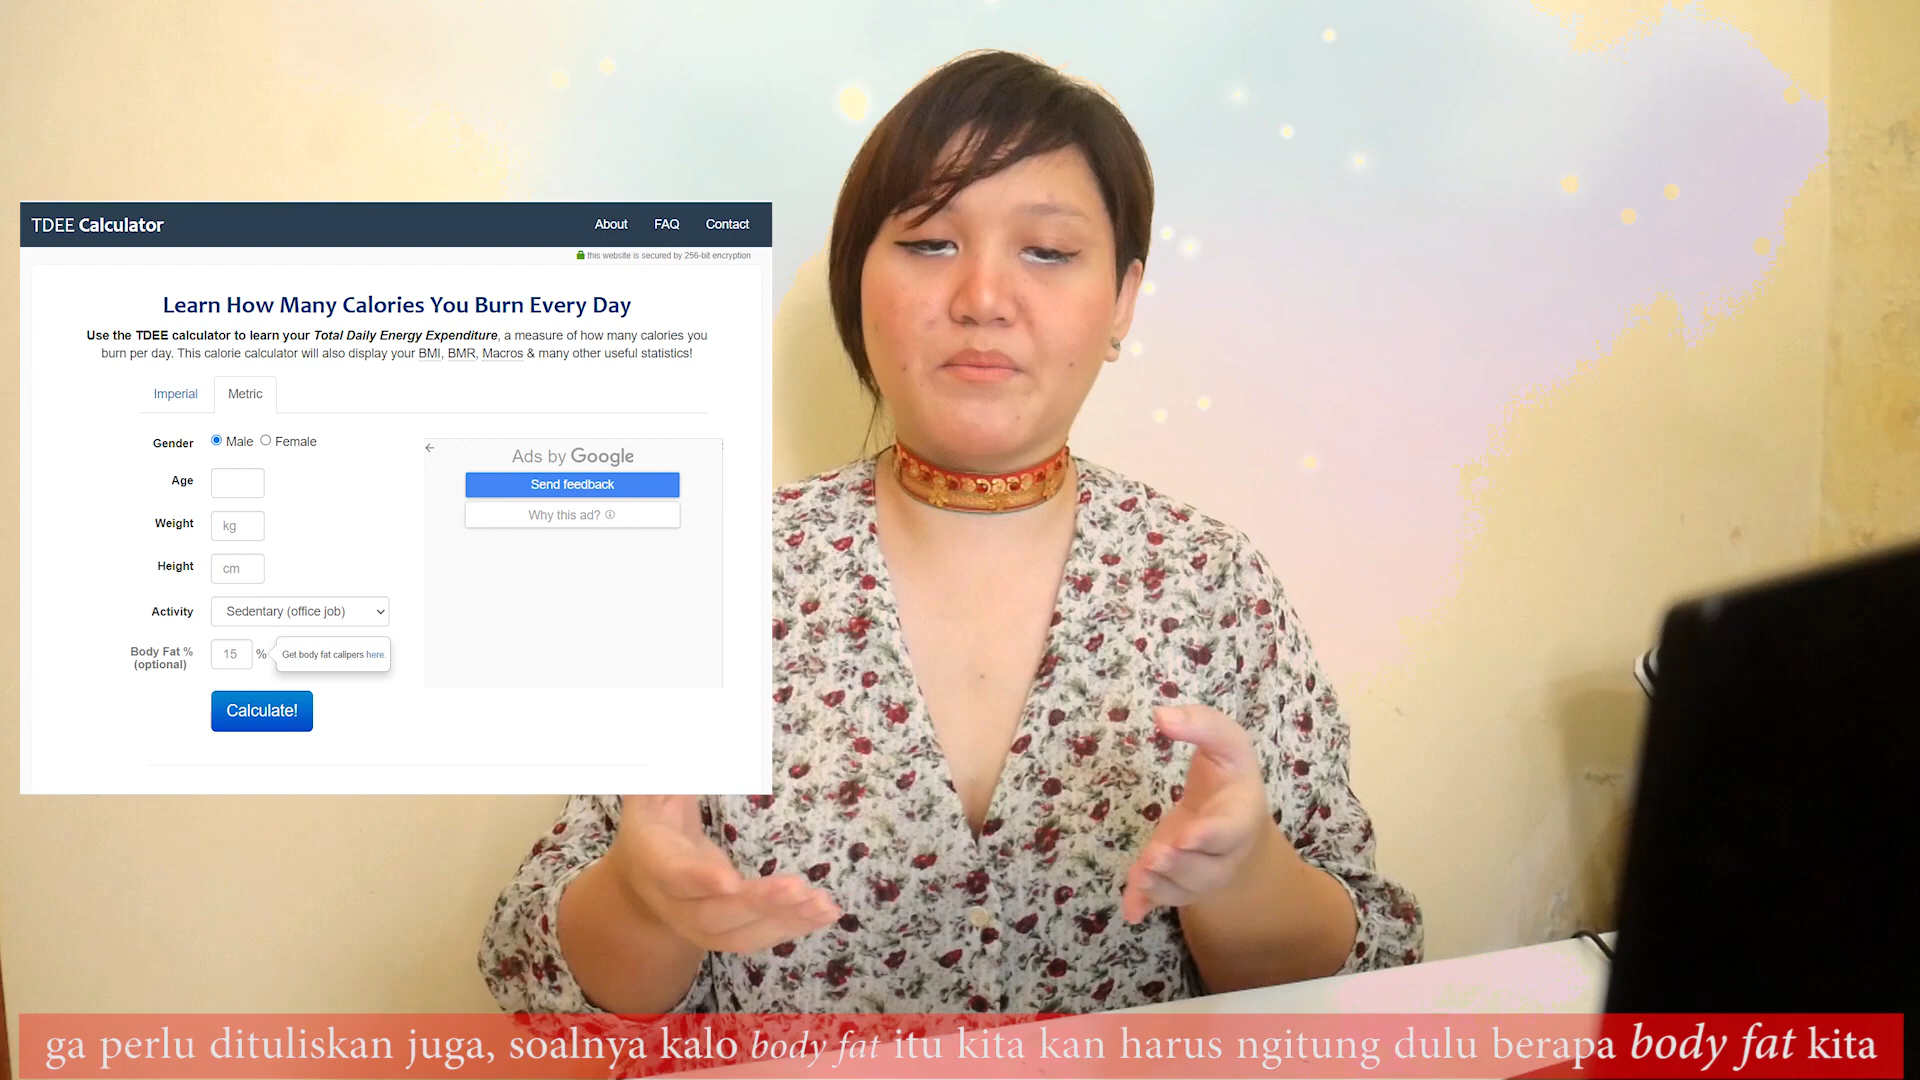 TDEE Calculator
About FAQ Contact
this website is secured by 256-bit encryption
Learn How Many Calories You Burn Every Day
Use the TDEE calculator to learn your Total Daily Energy Expenditure, a measure of how many calories you
burn per day. This calorie calculator will also display your BMI, BMR, Macros & many other useful statistics!
Imperial Metric
Gender Male Female
Age
Weight kg
Height cm
Activity Sedentary (office job)
Body Fat %
(optional)
15 % Get body fat calipers here.
Calculate!
Ads by Google
Send feedback
Why this ad?
ga perlu dituliskan juga, soalnya kalo body fat itu kita kan harus ngitung dulu berapa body fat kita